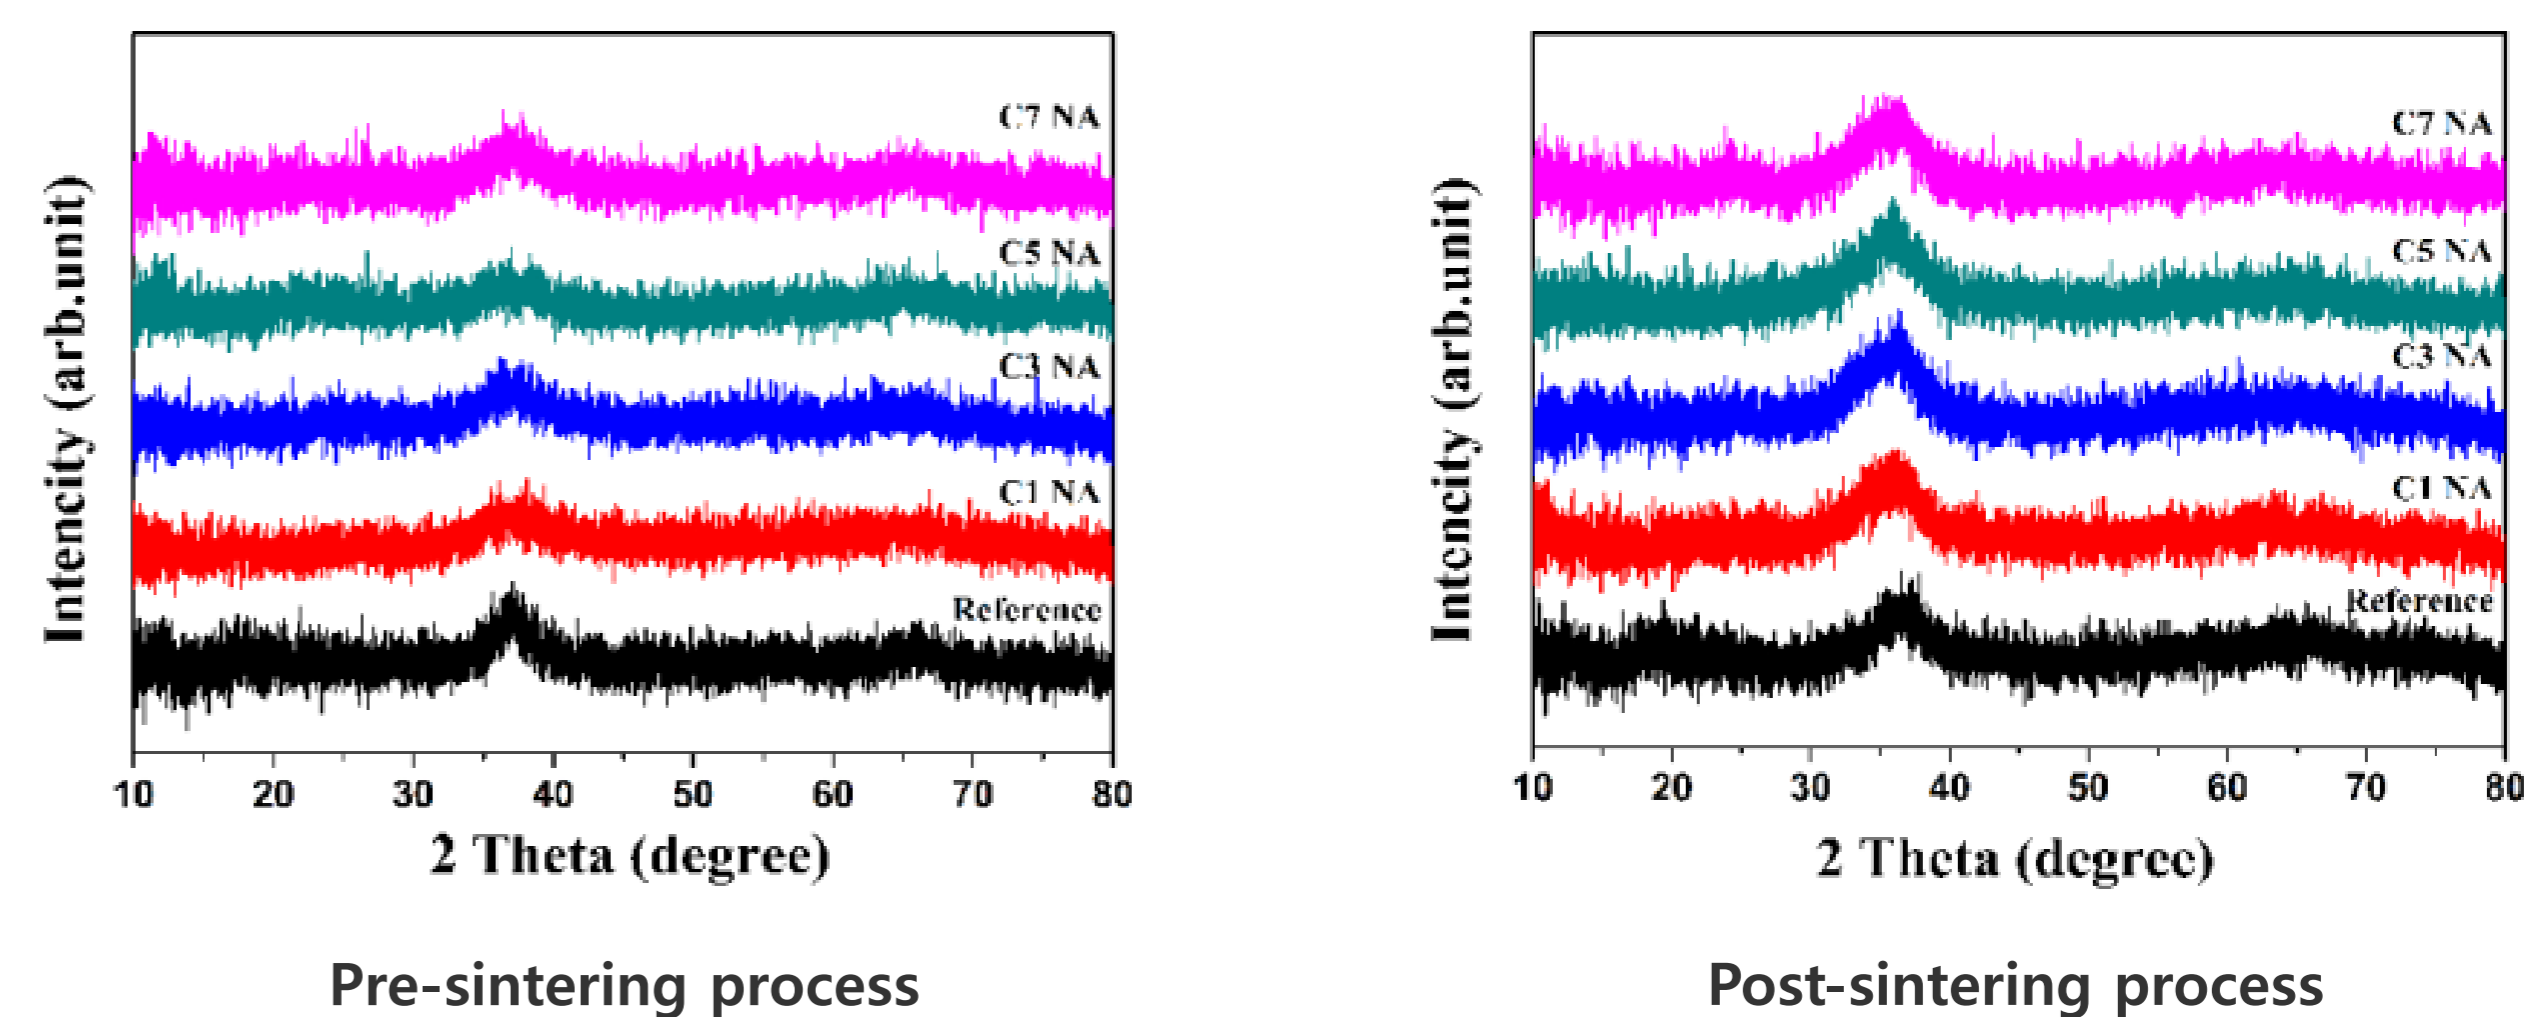 Intencity (arb.unit)
C7 NA
C5 NA
C3 NA
C1 NA
Reference
10 20 30 40 50 60 70 80
2 Theta (degree)
Pre-sintering process
Intencity (arb.unit)
C7 NA
C5 NA
C3 NA
C1 NA
Reference
10 20 30 40 50 60 70 80
2 Theta (degree)
Post-sintering process